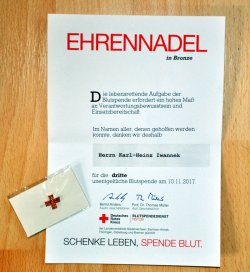 EHRENNADEL
in Bronze
Die lebensrettende Aufgabe der
Blutspende erfordert ein hohes Maß
an Verantwortungsbewusstsein und
Einsatzbereitschaft.
Im Namen aller, denen geholfen werden
konnte, danken wir deshalb
Herrn Karl-Heinz Iwannek
für die dritte
unentgeltliche Blutspende am 10.11.2017.
Deutsches
Rotes
Kreuz
BLUTSPENDEDIENST
NSTOB
SCHENKE LEBEN, SPENDE BLUT.